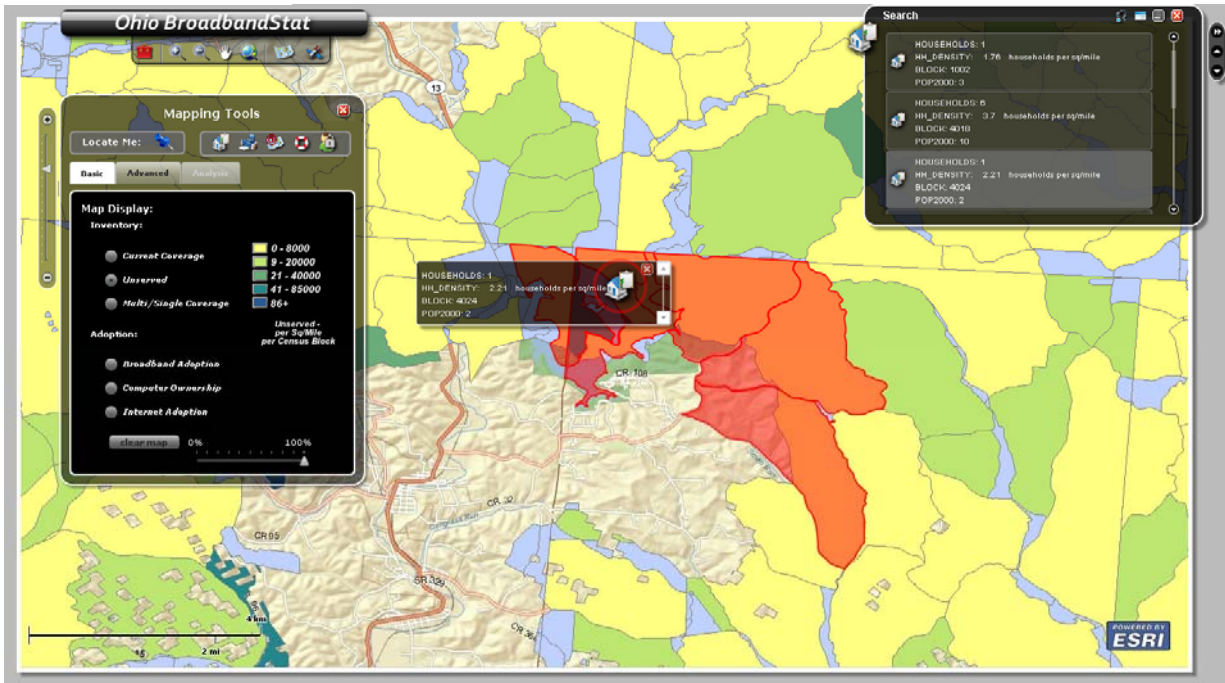 Ohio BroadbandStat
Search
HOUSEHOLDS: 1
HH_DENSITY: 1.76 households per sq/mile
BLOCK: 1002
POP2000: 3
HOUSEHOLDS: 6
HH_DENSITY: 3.7 households per sq/mile
BLOCK: 4018
POP2000: 10
HOUSEHOLDS: 1
HH_DENSITY: 2.21 households per sq/mile
BLOCK: 4024
POP2000: 2
13
Mapping Tools
Locate Me:
Basic
Advanced
Analysis
Map Display:
Inventory:
Current Coverage
Unserved
Multi/Single Coverage
0 - 8000
9 - 20000
21 - 40000
41 - 85000
86+
Unserved -
per Sq/Mile
per Census Block
Adoption:
Broadband Adoption
Computer Ownership
Internet Adoption
clear map
0%
100%
HOUSEHOLDS: 1
HH_DENSITY: 2.21 households per sq/mile
BLOCK: 4024
POP2000: 2
CR 108
CR 32
CR 95
SR 329
4 km
2 mi
POWERED BY
ESRI